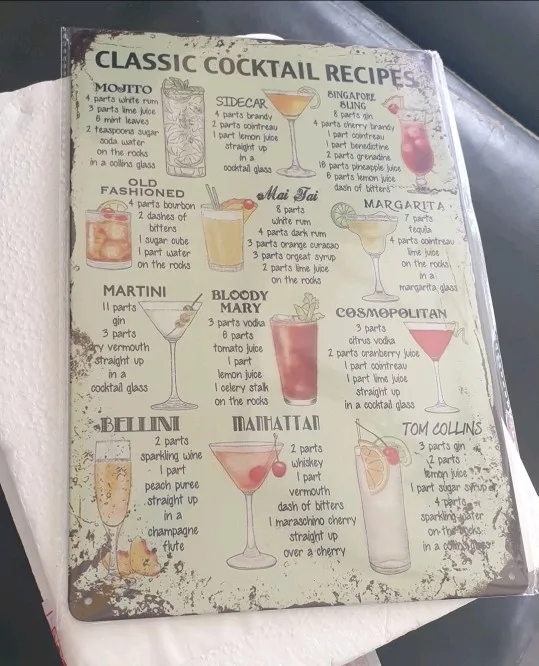 CLASSIC COCKTAIL RECIPES
MOJITO
4 parts white rum
3 parts lime juice
6 mint leaves
2 teaspoons sugar
soda water
on the rocks
in a collins glass
SIDECAR
4 parts brandy
2 parts cointreau
1 part lemon juice
straight up
in a
cocktail glass
SINGAPORE
SLING
8 parts gin
4 parts cherry brandy
1 part cointreau
1 part benedictine
2 parts grenadine
16 parts pineapple juice
6 parts lemon juice
dash of bitters
OLD
FASHIONED
4 parts bourbon
2 dashes of
bitters
1 sugar cube
1 part water
on the rocks
Mai Tai
8 parts
white rum
4 parts dark rum
3 parts orange curacao
3 parts orgeat syrup
2 parts lime juice
on the rocks
MARGARITA
7 parts
tequila
4 parts cointreau
lime juice
on the rocks
in a
margarita glass
MARTINI
11 parts
gin
3 parts
dry vermouth
straight up
in a
cocktail glass
BLOODY
MARY
3 parts vodka
6 parts
tomato juice
1 part
lemon juice
1 celery stalk
on the rocks
COSMOPOLITAN
3 parts
citrus vodka
2 parts cranberry juice
1 part cointreau
1 part lime juice
straight up
in a cocktail glass
BELLINI
2 parts
sparkling wine
1 part
peach puree
straight up
in a
champagne
flute
MANHATTAN
2 parts
whiskey
1 part
vermouth
dash of bitters
1 maraschino cherry
straight up
over a cherry
TOM COLLINS
3 parts gin
2 parts
lemon juice
1 part sugar syrup
4 parts
sparkling water
on the rocks
in a collins glass